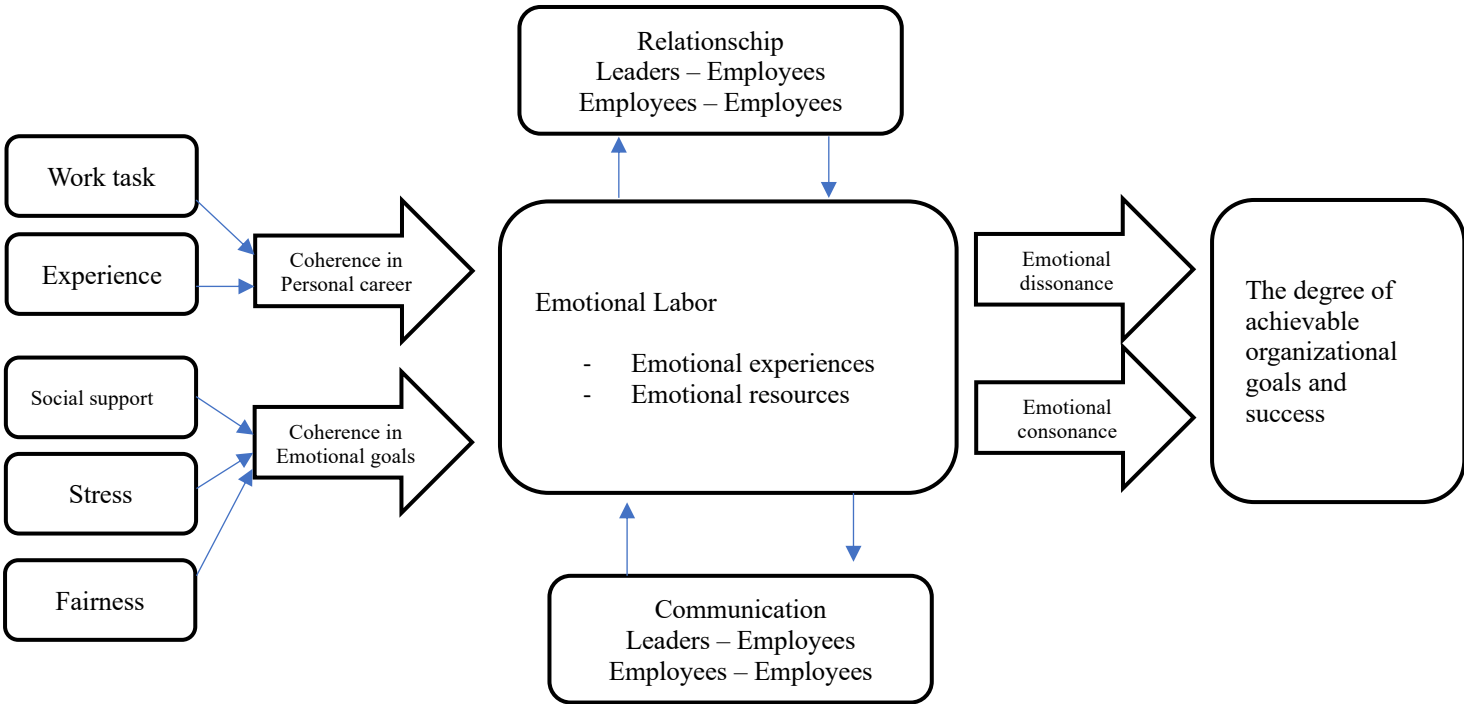 Relationschip
Leaders – Employees
Employees – Employees
Work task
Experience
Coherence in
Personal career
Social support
Stress
Fairness
Coherence in
Emotional goals
Emotional Labor
- Emotional experiences
- Emotional resources
Emotional
dissonance
Emotional
consonance
The degree of
achievable
organizational
goals and
success
Communication
Leaders – Employees
Employees – Employees